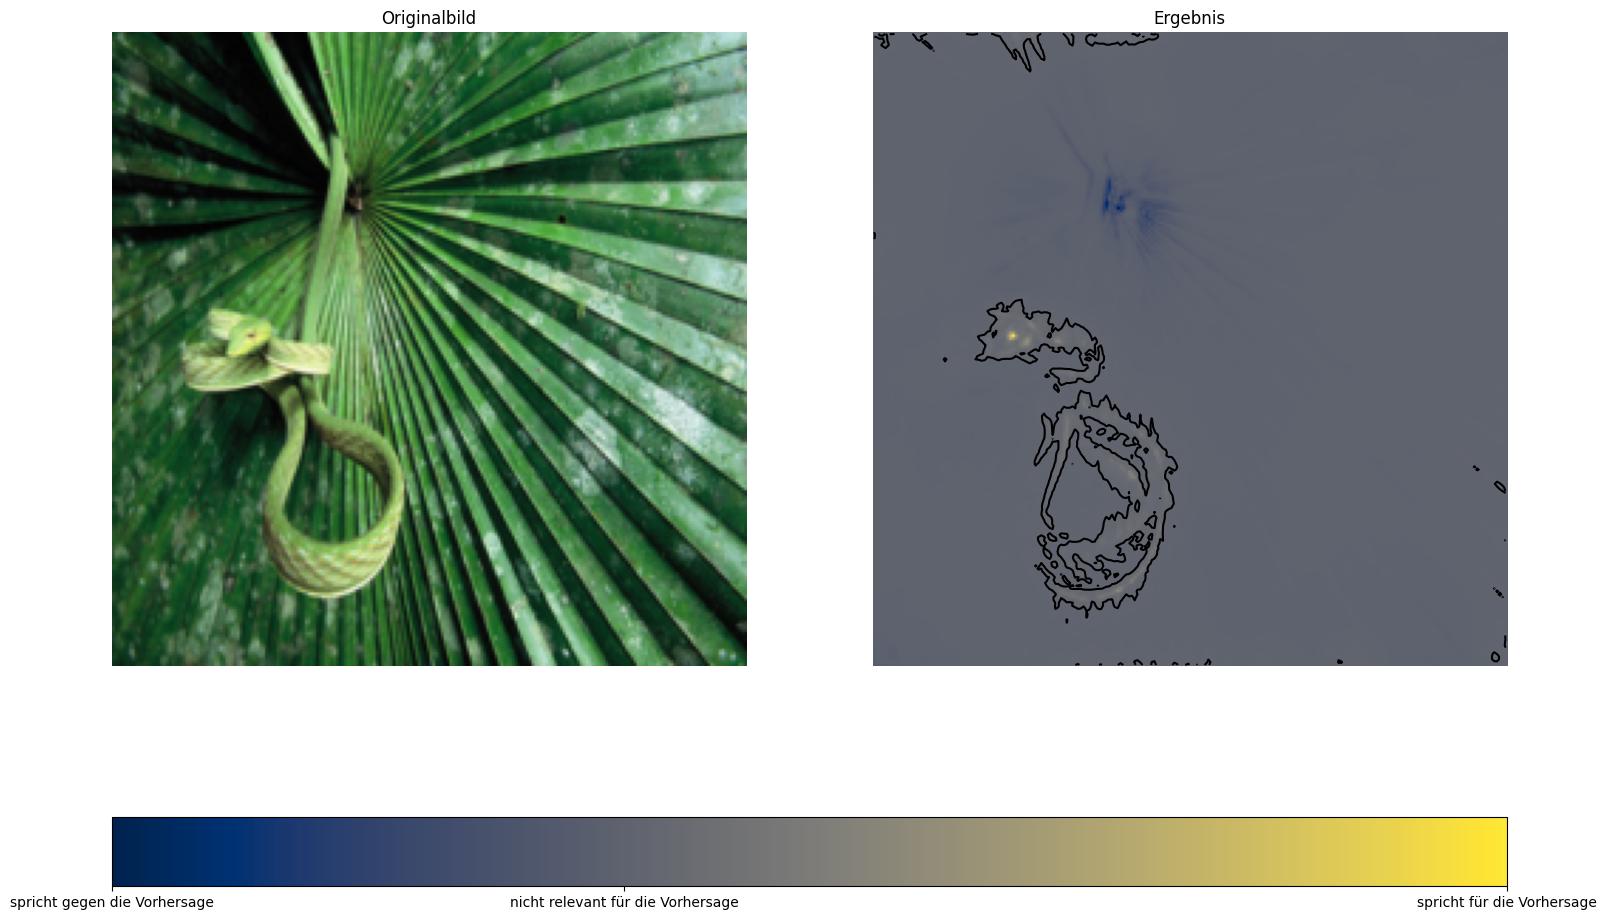 Originalbild
Ergebnis
spricht gegen die Vorhersage
nicht relevant für die Vorhersage
spricht für die Vorhersage